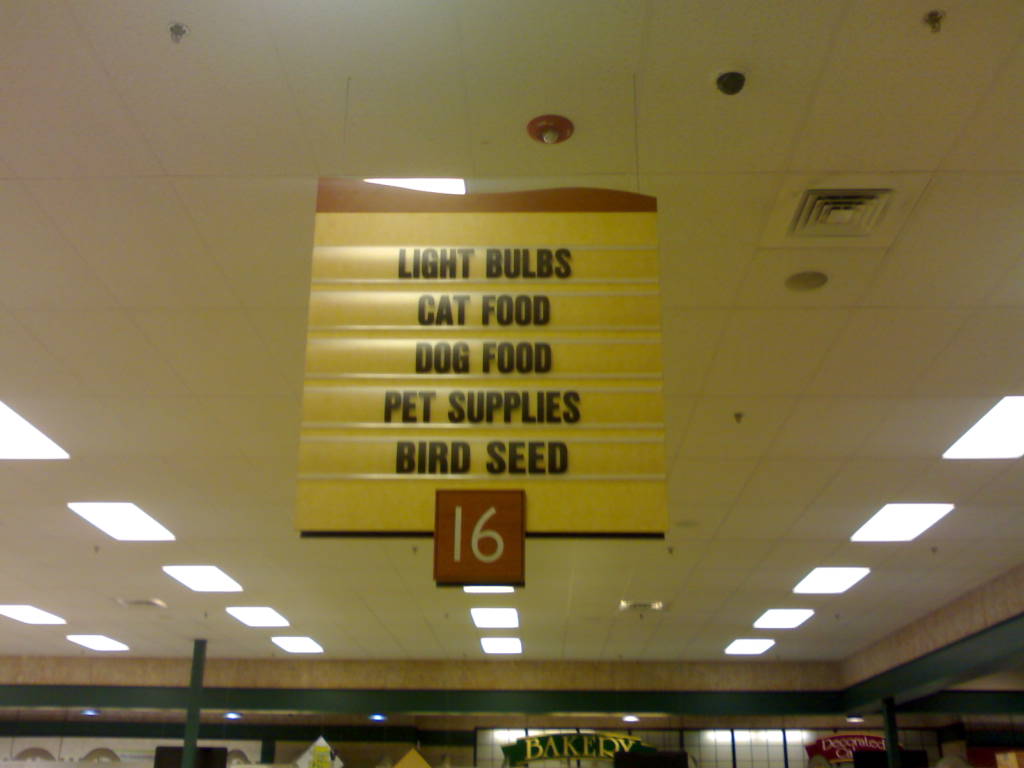 LIGHT BULBS
CAT FOOD
DOG FOOD
PET SUPPLIES
BIRD SEED
16
BAKERY
Decorated